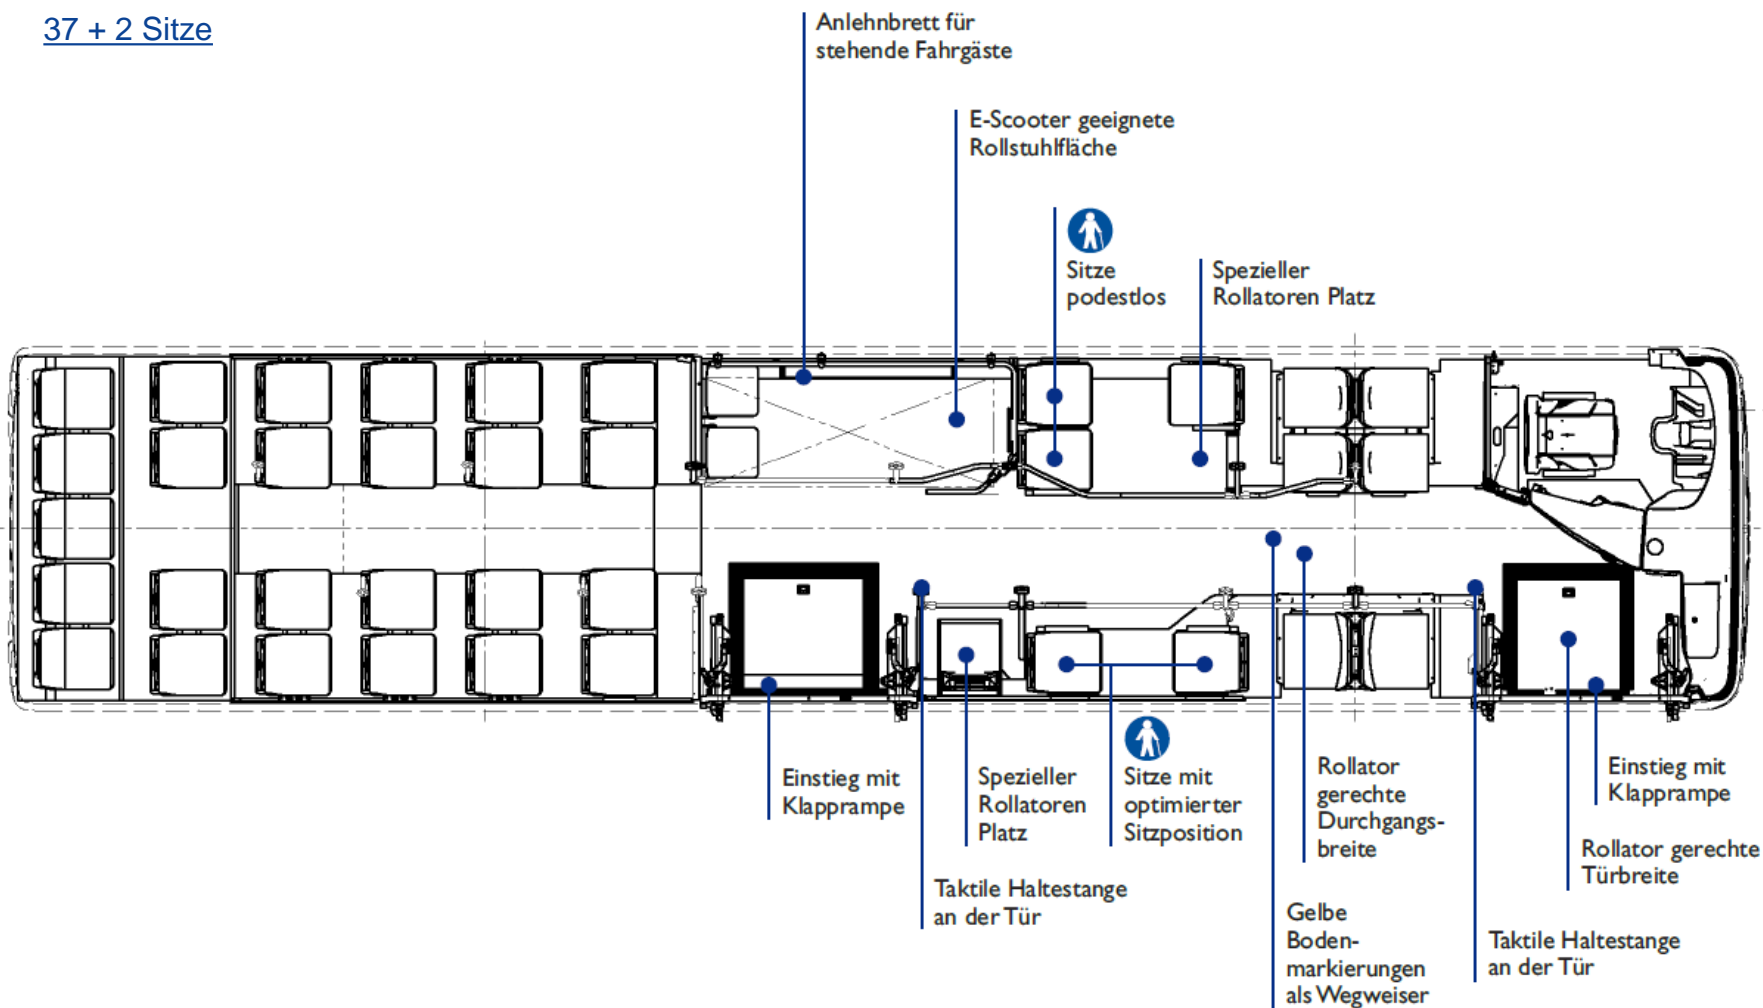 37 + 2 Sitze
Anlehnbrett für
stehende Fahrgäste
E-Scooter geeignete
Rollstuhlfläche
Sitze
podestlos
Spezieller
Rollatoren Platz
Einstieg mit
Klapprampe
Spezieller
Rollatoren
Platz
Sitze mit
optimierter
Sitzposition
Rollator
gerechte
Durchgangs-
breite
Einstieg mit
Klapprampe
Rollator gerechte
Türbreite
Taktile Haltestange
an der Tür
Gelbe
Boden-
markierungen
als Wegweiser
Taktile Haltestange
an der Tür